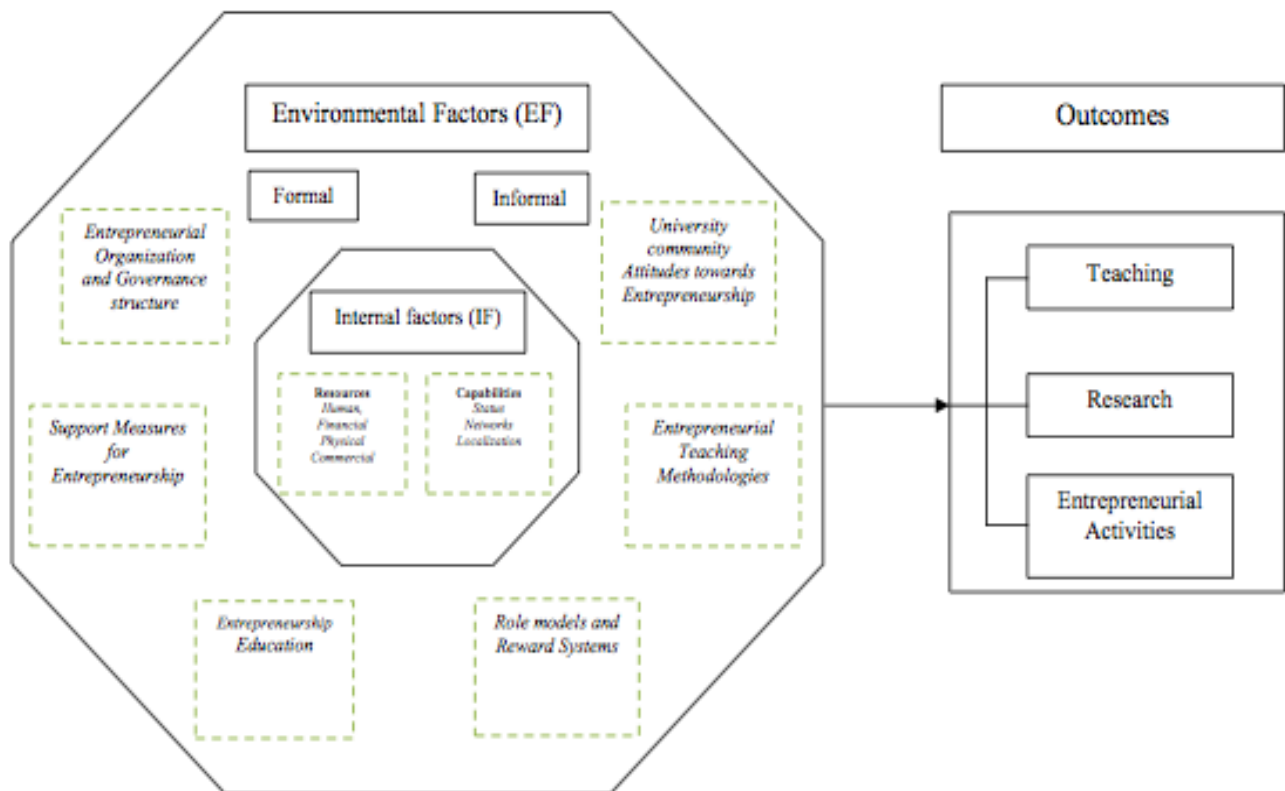 Environmental Factors (EF)
Formal
Informal
Entrepreneurial
Organization
and Governance
structure
University
community
Attitudes towards
Entrepreneurship
Internal factors (IF)
Resources
Human,
Financial
Physical
Commercial
Capabilities
Status
Networks
Localization
Support Measures
for
Entrepreneurship
Entrepreneurial
Teaching
Methodologies
Entrepreneurship
Education
Role models and
Reward Systems
Outcomes
Teaching
Research
Entrepreneurial
Activities